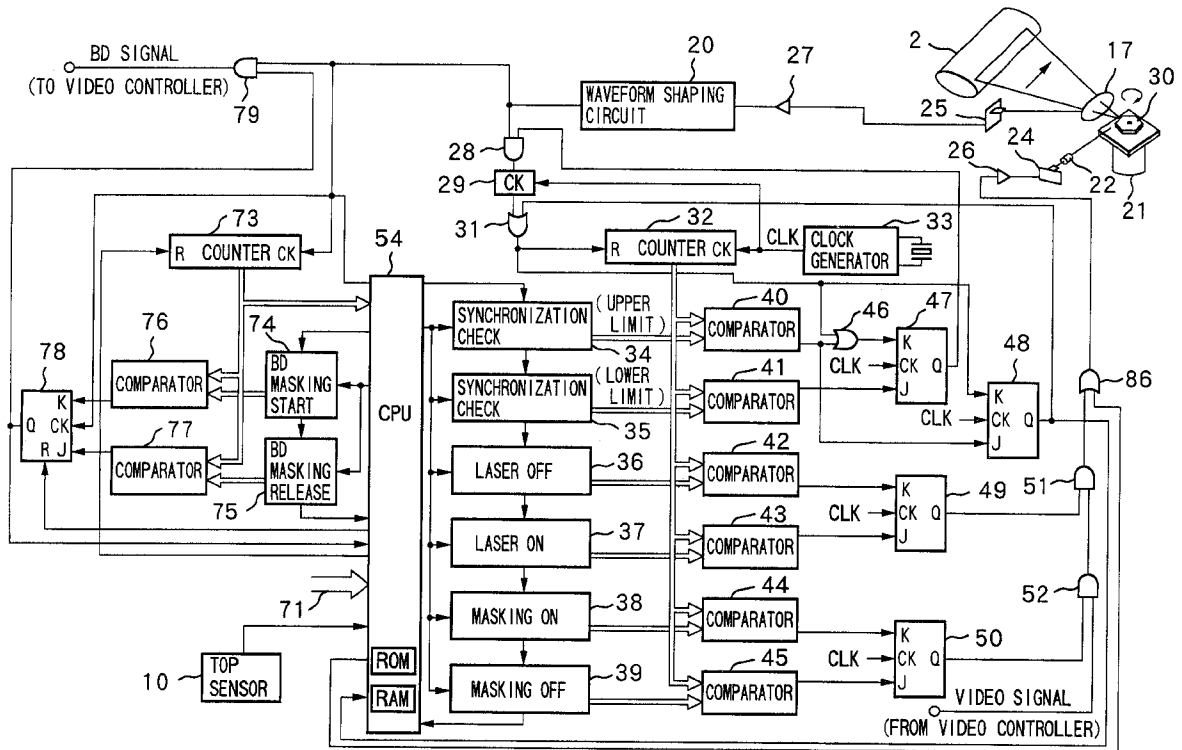 BD SIGNAL
(TO VIDEO CONTROLLER)
79
20
WAVEFORM SHAPING
CIRCUIT
27
2
17
30
25
24
26
22
21
28
29
CK
31
73
R COUNTER CK
54
32
R COUNTER CK
CLK
33
CLOCK
GENERATOR
76
COMPARATOR
74
BD
MASKING
START
78
K
Q CK
R J
77
COMPARATOR
BD
MASKING
RELEASE
75
CPU
SYNCHRONIZATION
CHECK
34
(UPPER
LIMIT)
40
COMPARATOR
46
47
K
CLK
CK Q
J
48
K
CLK
CK Q
J
86
SYNCHRONIZATION
CHECK
35
(LOWER
LIMIT)
41
COMPARATOR
LASER OFF
36
42
COMPARATOR
49
K
CLK
CK Q
J
51
LASER ON
37
43
COMPARATOR
71
MASKING ON
38
44
COMPARATOR
52
50
K
CLK
CK Q
J
10
TOP
SENSOR
ROM
RAM
MASKING OFF
39
45
COMPARATOR
VIDEO SIGNAL
(FROM VIDEO CONTROLLER)